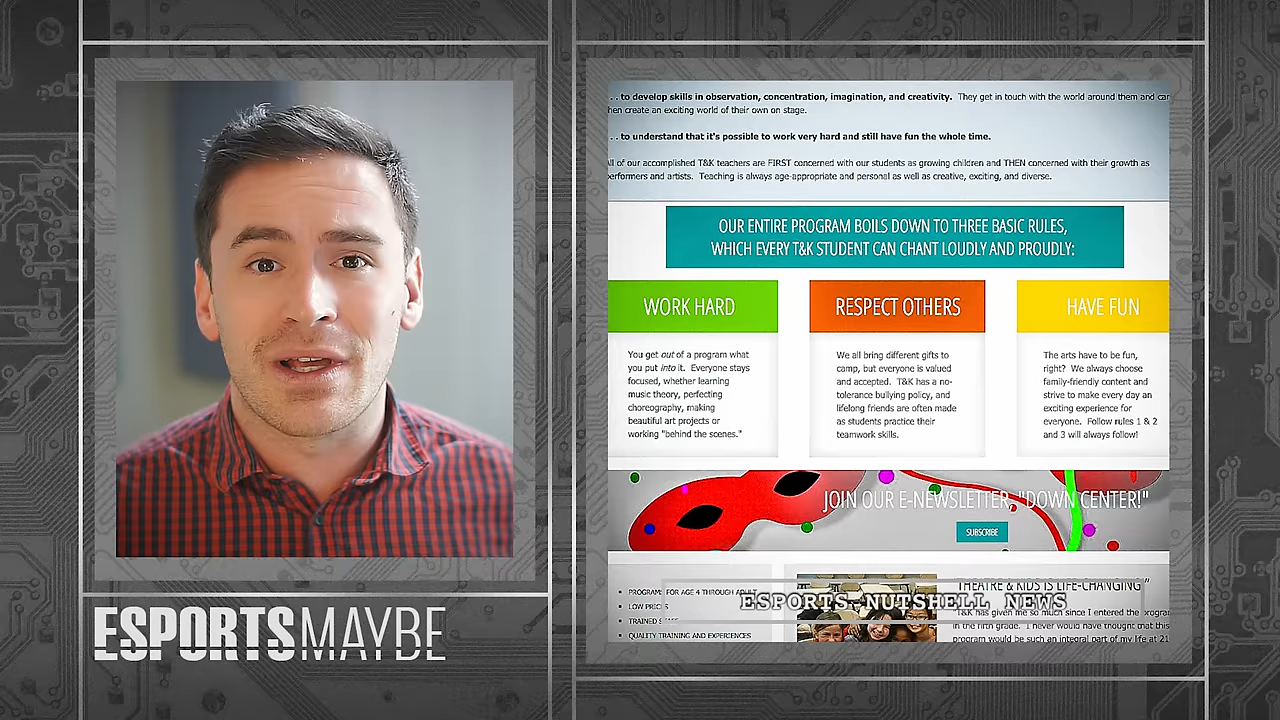 . . to develop skills in observation, concentration, imagination, and creativity. They get in touch with the world around them and can
then create an exciting world of their own on stage.
. . to understand that it's possible to work very hard and still have fun the whole time.
All of our accomplished T&K teachers are FIRST concerned with our students as growing children and THEN concerned with their growth as
performers and artists. Teaching is always age-appropriate and personal as well as creative, exciting, and diverse.
OUR ENTIRE PROGRAM BOILS DOWN TO THREE BASIC RULES,
WHICH EVERY T&K STUDENT CAN CHANT LOUDLY AND PROUDLY:
WORK HARD
You get out of a program what
you put into it. Everyone stays
focused, whether learning
music theory, perfecting
choreography, making
beautiful art projects or
working "behind the scenes."
RESPECT OTHERS
We all bring different gifts to
camp, but everyone is valued
and accepted. T&K has a no-
tolerance bullying policy, and
lifelong friends are often made
as students practice their
teamwork skills.
HAVE FUN
The arts have to be fun,
right? We always choose
family-friendly content and
strive to make every day an
exciting experience for
everyone. Follow rules 1 & 2
and 3 will always follow!
JOIN OUR E-NEWSLETTER, "DOWN CENTER!"
SUBSCRIBE
PROGRAMS FOR AGE 4 THROUGH ADULT
LOW PRICES
TRAINED
QUALITY TRAINING AND EXPERIENCES
THEATRE & KIDS IS LIFE-CHANGING"
"T&K has given me so much since I entered the program
in the first grade. I never would have thought that this
program would be such an integral part of my life at 21
ESPORTS NUTSHELL NEWS
ESPORTSMAYBE